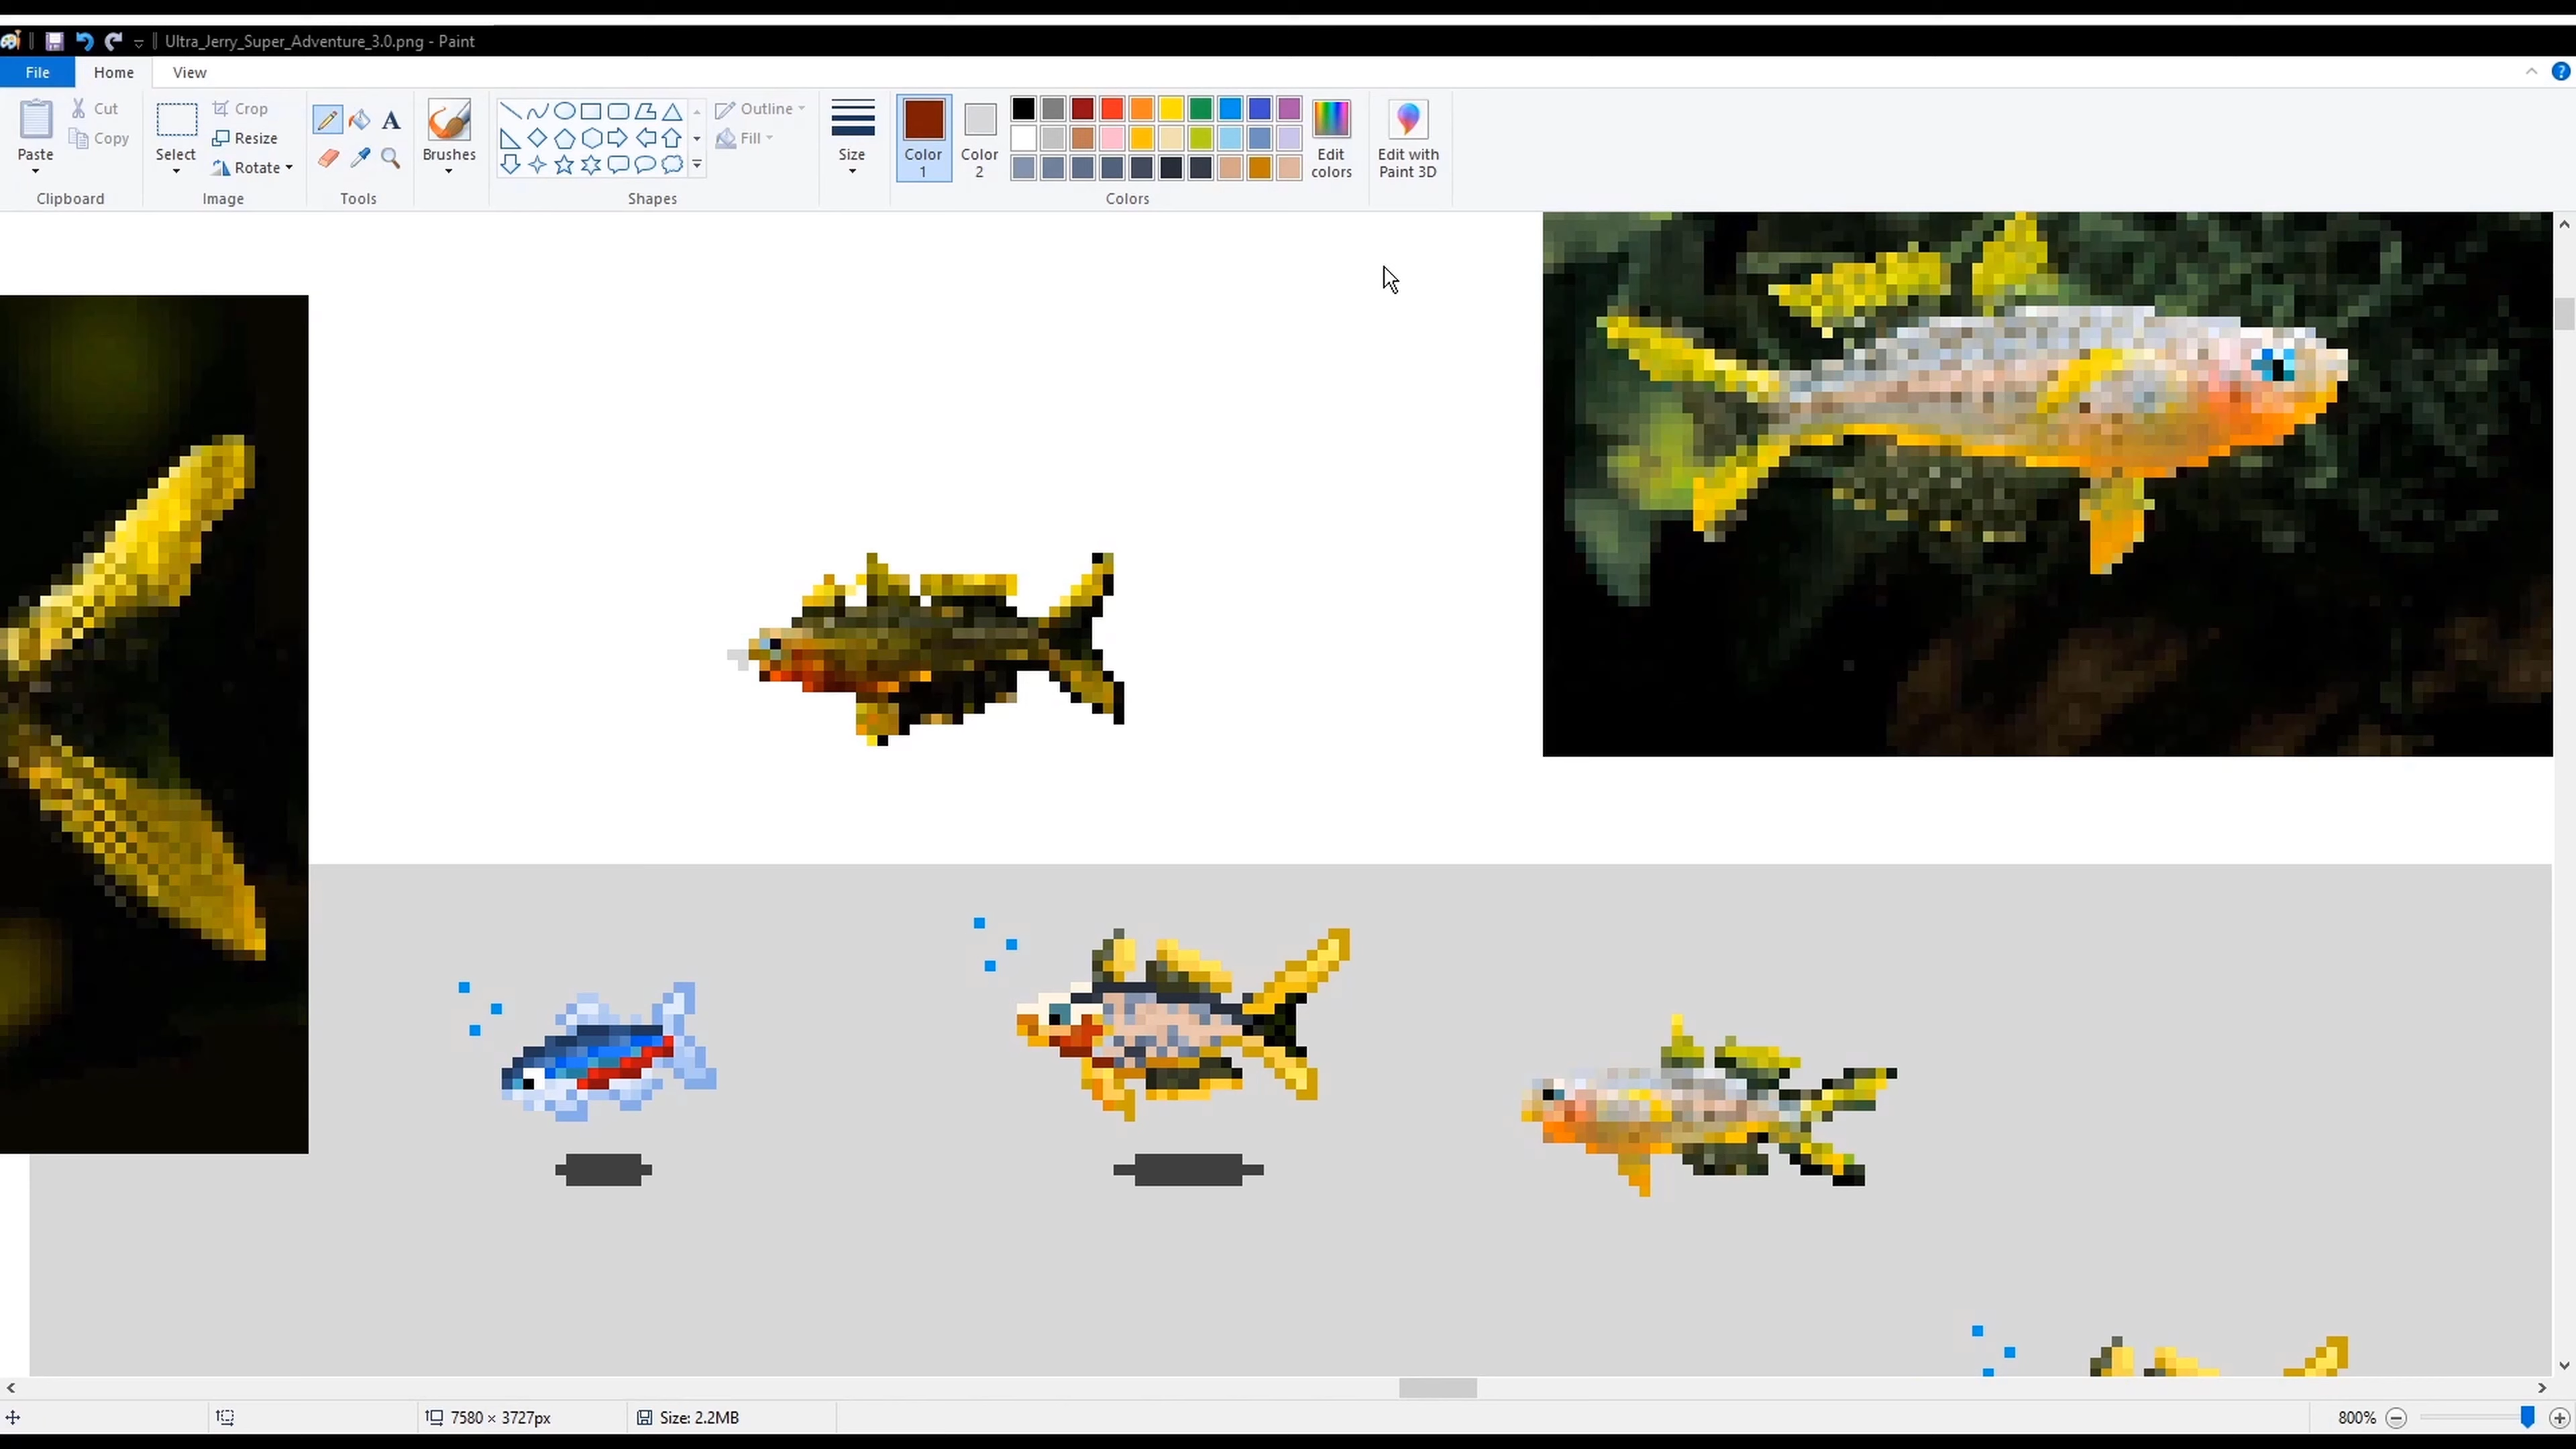 Ultra_Jerry_Super_Adventure_3.0.png - Paint
File Home View
Paste
Cut
Copy
Clipboard
Select
Crop
Resize
Rotate
Image
A
Tools
Brushes
Outline
Fill
Shapes
Size
Color 1
Color 2
Edit colors
Colors
Edit with Paint 3D
7580 × 3727px
Size: 2.2MB
800%